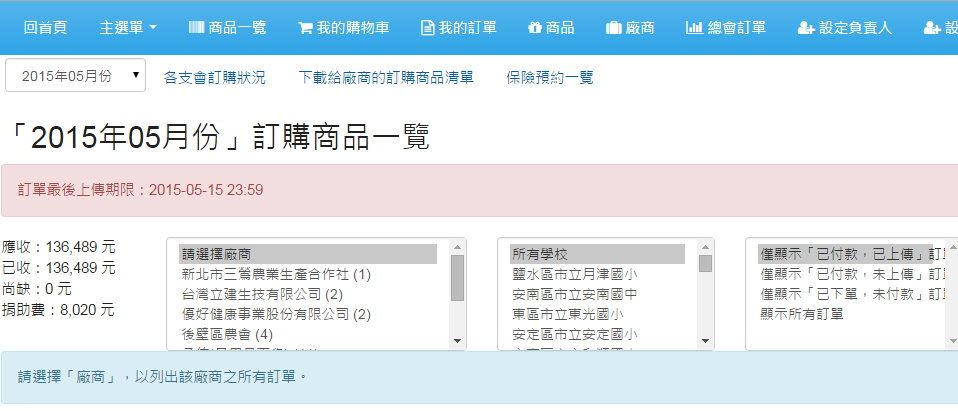 回首頁 主選單 商品一覽 我的購物車 我的訂單 商品 廠商 總會訂單 設定負責人
2015年05月份 各支會訂購狀況 下載給廠商的訂購商品清單 保險預約一覽
「2015年05月份」訂購商品一覽
訂單最後上傳期限：2015-05-15 23:59
應收：136,489 元
已收：136,489 元
尚缺：0 元
捐助費：8,020 元
請選擇廠商
新北市三鶯農業生產合作社 (1)
台灣立建生技有限公司 (2)
優好健康事業股份有限公司 (2)
後壁區農會 (4)
所有學校
鹽水區市立月津國小
安南區市立安南國中
東區市立東光國小
安定區市立安定國小
僅顯示「已付款，已上傳」訂
僅顯示「已付款，未上傳」訂
僅顯示「已下單，未付款」訂
顯示所有訂單
請選擇「廠商」，以列出該廠商之所有訂單。